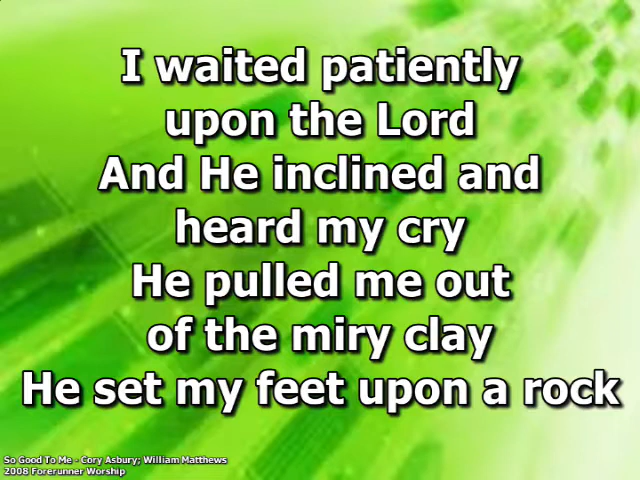 I waited patiently
upon the Lord
And He inclined and
heard my cry
He pulled me out
of the miry clay
He set my feet upon a rock
So Good To Me - Cory Asbury; William Matthews
2008 Forerunner Worship